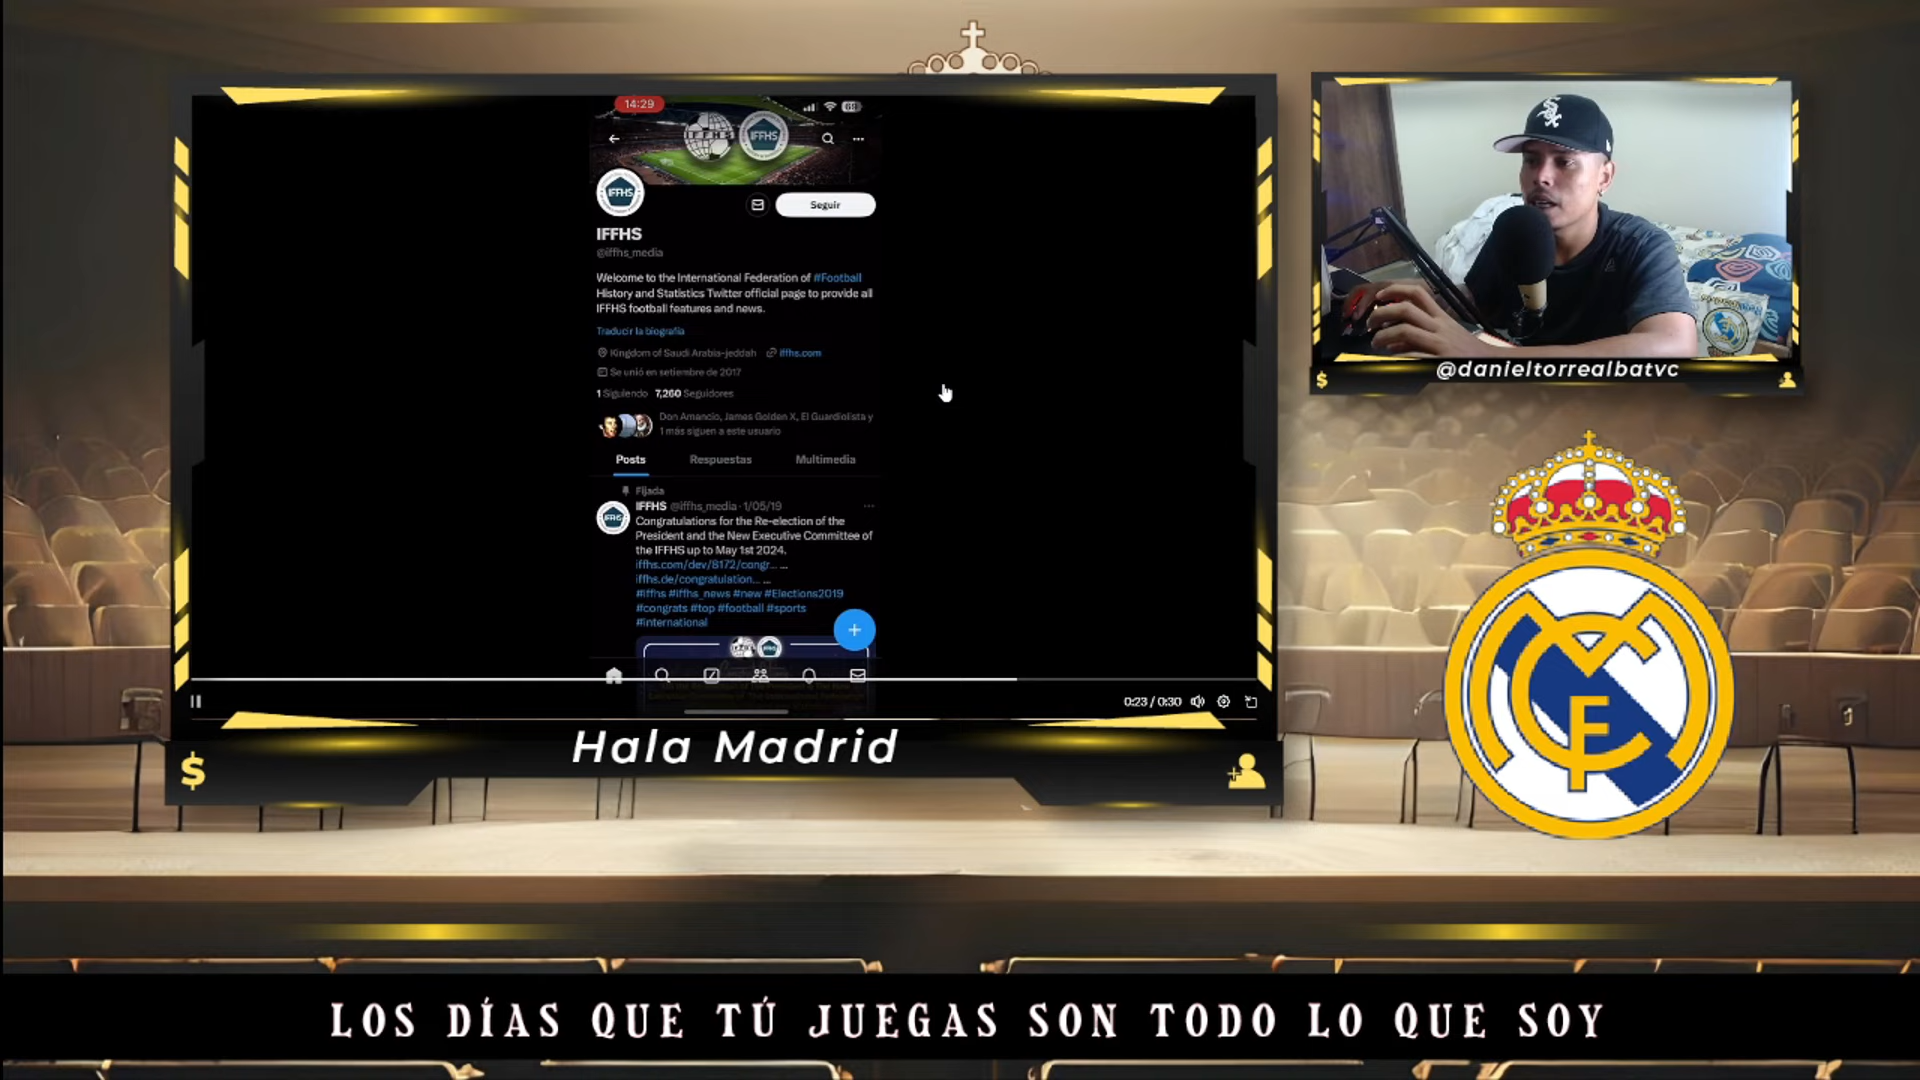 14:29
68
IFFHS
IFFHS
IFFHS
Seguir
IFFHS
@iffhs_media
Welcome to the International Federation of #Football
History and Statistics Twitter official page to provide all
IFFHS football features and news.
Traducir la biografía
Kingdom of Saudi Arabia-jeddah iffhs.com
Se unió en setiembre de 2017
1 Siguiendo 7,260 Seguidores
Don Amancio, James Golden X, El Guardiolista y
1 más siguen a este usuario
Posts Respuestas Multimedia
Fijada
IFFHS @iffhs_media · 1/05/19
IFFHS
Congratulations for the Re-election of the
President and the New Executive Committee of
the IFFHS up to May 1st 2024.
iffhs.com/dev/8172/congr... ...
iffhs.de/congratulation... ...
#iffhs #iffhs_news #new #Elections2019
#congrats #top #football #sports
#international
0:23 / 0:30
Hala Madrid
$
@danieltorrealbatvc
$
LOS DÍAS QUE TÚ JUEGAS SON TODO LO QUE SOY